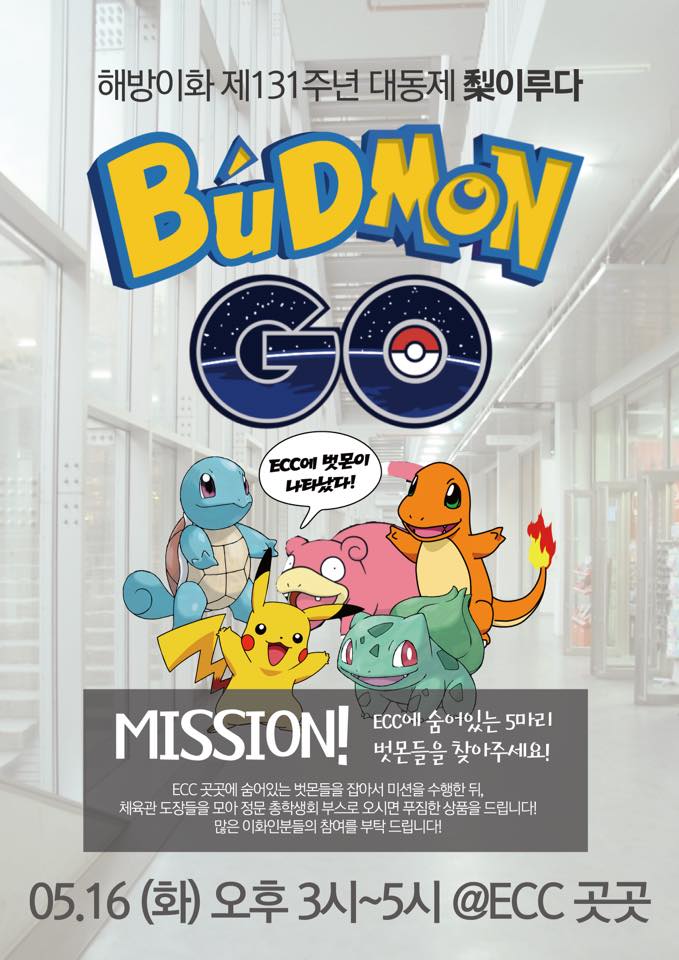 해방이화 제131주년 대동제 梨이루다
BúDMON
GO
ECC에 벗몬이
나타났다!
MISSION!
ECC에 숨어있는 5마리
벗몬들을 찾아주세요!
ECC 곳곳에 숨어있는 벗몬들을 잡아서 미션을 수행한 뒤,
체육관 도장들을 모아 정문 총학생회 부스로 오시면 푸짐한 상품을 드립니다!
많은 이화인분들의 참여를 부탁 드립니다!
05.16 (화) 오후 3시~5시 @ECC 곳곳